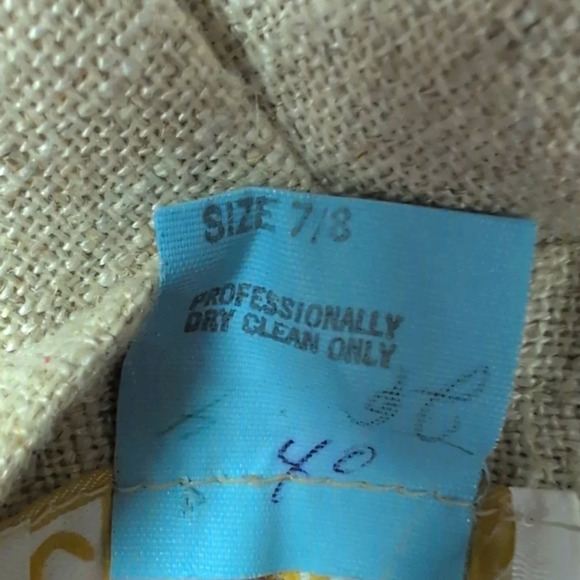 SIZE 7/8
PROFESSIONALLY
DRY CLEAN ONLY
40